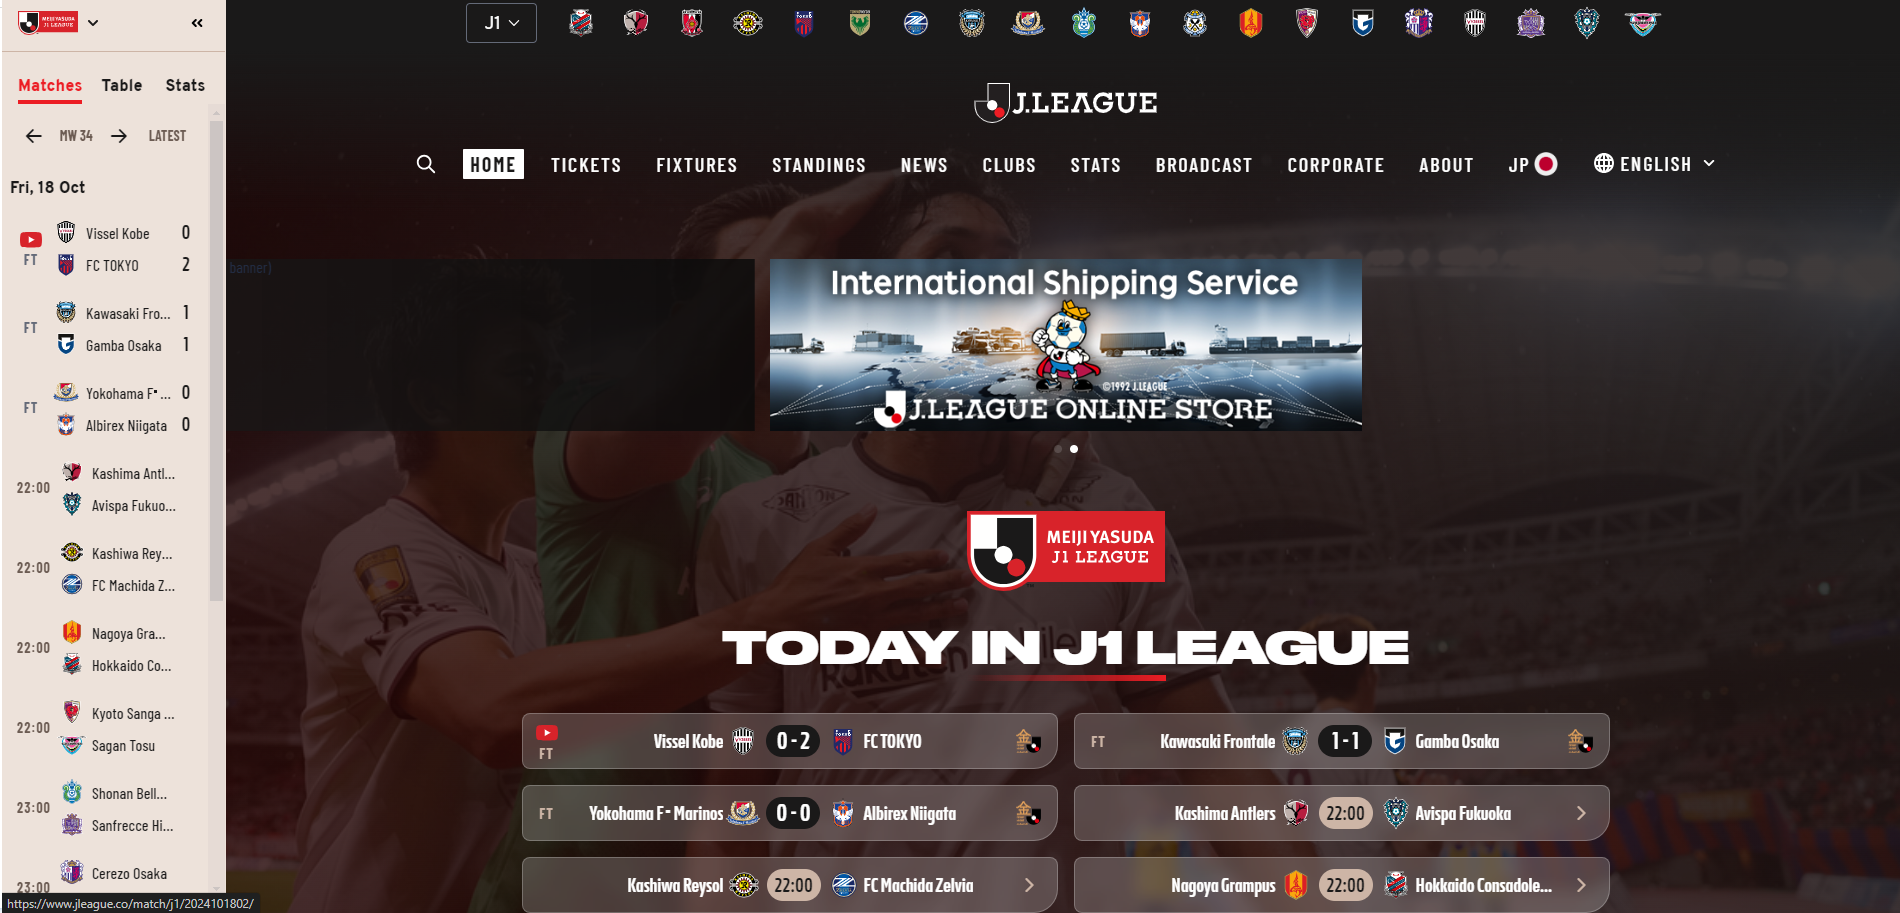 MEIJI YASUDA
J1 LEAGUE
J1
Matches Table Stats
MW 34 LATEST
Fri, 18 Oct
Vissel Kobe 0
FT
FC TOKYO 2
Kawasaki Fro... 1
FT
Gamba Osaka 1
Yokohama F・... 0
FT
Albirex Niigata 0
Kashima Antl...
22:00
Avispa Fukuo...
Kashiwa Rey...
22:00
FC Machida Z...
Nagoya Gra...
22:00
Hokkaido Co...
Kyoto Sanga ...
22:00
Sagan Tosu
Shonan Bell...
23:00
Sanfrecce Hi...
Cerezo Osaka
23:00
https://www.jleague.co/match/j1/2024101802/
J.LEAGUE
HOME TICKETS FIXTURES STANDINGS NEWS CLUBS STATS BROADCAST CORPORATE ABOUT JP ENGLISH
banner)
International Shipping Service
©1992 J.LEAGUE
J.LEAGUE ONLINE STORE
MEIJI YASUDA
J1 LEAGUE
TODAY IN J1 LEAGUE
FT Vissel Kobe 0 - 2 FC TOKYO
FT Kawasaki Frontale 1 - 1 Gamba Osaka
FT Yokohama F・Marinos 0 - 0 Albirex Niigata
Kashima Antlers 22:00 Avispa Fukuoka
Kashiwa Reysol 22:00 FC Machida Zelvia
Nagoya Grampus 22:00 Hokkaido Consadole...